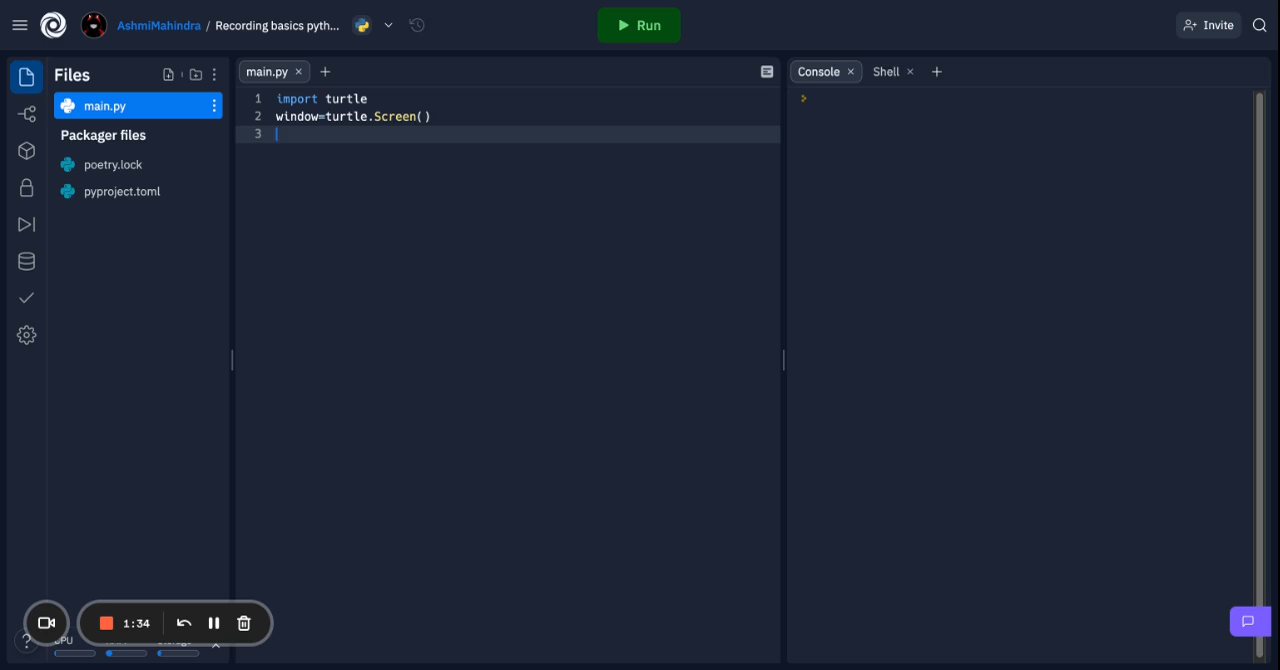 AshmiMahindra / Recording basics pyth...
Run
Invite
Files
main.py
Packager files
poetry.lock
pyproject.toml
main.py
1 import turtle
2 window=turtle.Screen()
3
Console
Shell
1:34
CPU